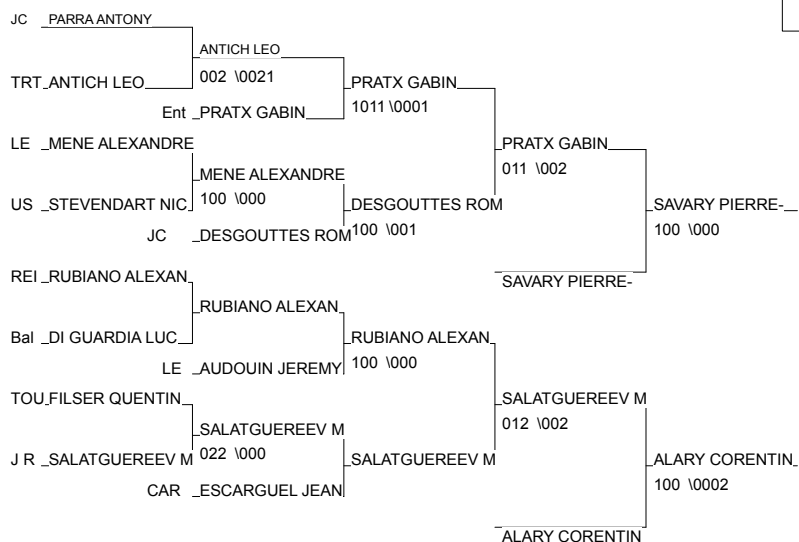 JC PARRA ANTONY
ANTICH LEO
002 \0021
TRT ANTICH LEO
PRATX GABIN
1011 \0001
Ent PRATX GABIN
LE MENE ALEXANDRE
PRATX GABIN
011 \002
MENE ALEXANDRE
100 \000
US STEVENDART NIC
DESGOUTTES ROM
100 \001
SAVARY PIERRE-
100 \000
JC DESGOUTTES ROM
REI RUBIANO ALEXAN
SAVARY PIERRE-
RUBIANO ALEXAN
Bal DI GUARDIA LUC
RUBIANO ALEXAN
100 \000
LE AUDOUIN JEREMY
TOU FILSER QUENTIN
SALATGUEREEV M
012 \002
SALATGUEREEV M
022 \000
J R SALATGUEREEV M
SALATGUEREEV M
ALARY CORENTIN
100 \0002
CAR ESCARGUEL JEAN
ALARY CORENTIN